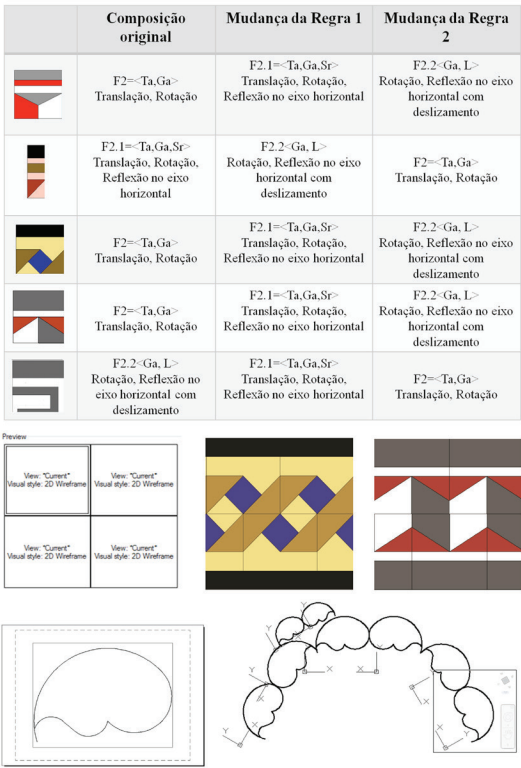 Composição original
Mudança da Regra 1
Mudança da Regra 2
F2=<Ta,Ga>
Translação, Rotação
F2.1=<Ta,Ga,Sr>
Translação, Rotação,
Reflexão no eixo horizontal
F2.2<Ga, L>
Rotação, Reflexão no eixo
horizontal com
deslizamento
F2.1=<Ta,Ga,Sr>
Translação, Rotação,
Reflexão no eixo
horizontal
F2.2<Ga, L>
Rotação, Reflexão no eixo
horizontal com
deslizamento
F2=<Ta,Ga>
Translação, Rotação
F2=<Ta,Ga>
Translação, Rotação
F2.1=<Ta,Ga,Sr>
Translação, Rotação,
Reflexão no eixo horizontal
F2.2<Ga, L>
Rotação, Reflexão no eixo
horizontal com
deslizamento
F2=<Ta,Ga>
Translação, Rotação
F2.1=<Ta,Ga,Sr>
Translação, Rotação,
Reflexão no eixo horizontal
F2.2<Ga, L>
Rotação, Reflexão no eixo
horizontal com
deslizamento
F2.2<Ga, L>
Rotação, Reflexão no
eixo horizontal com
deslizamento
F2.1=<Ta,Ga,Sr>
Translação, Rotação,
Reflexão no eixo horizontal
F2=<Ta,Ga>
Translação, Rotação
Preview
View: "Current"
Visual style: 2D Wireframe
View: "Current"
Visual style: 2D Wireframe
View: "Current"
Visual style: 2D Wireframe
View: "Current"
Visual style: 2D Wireframe
Y
Y
X
Y
X
X
Y
X
Y
X